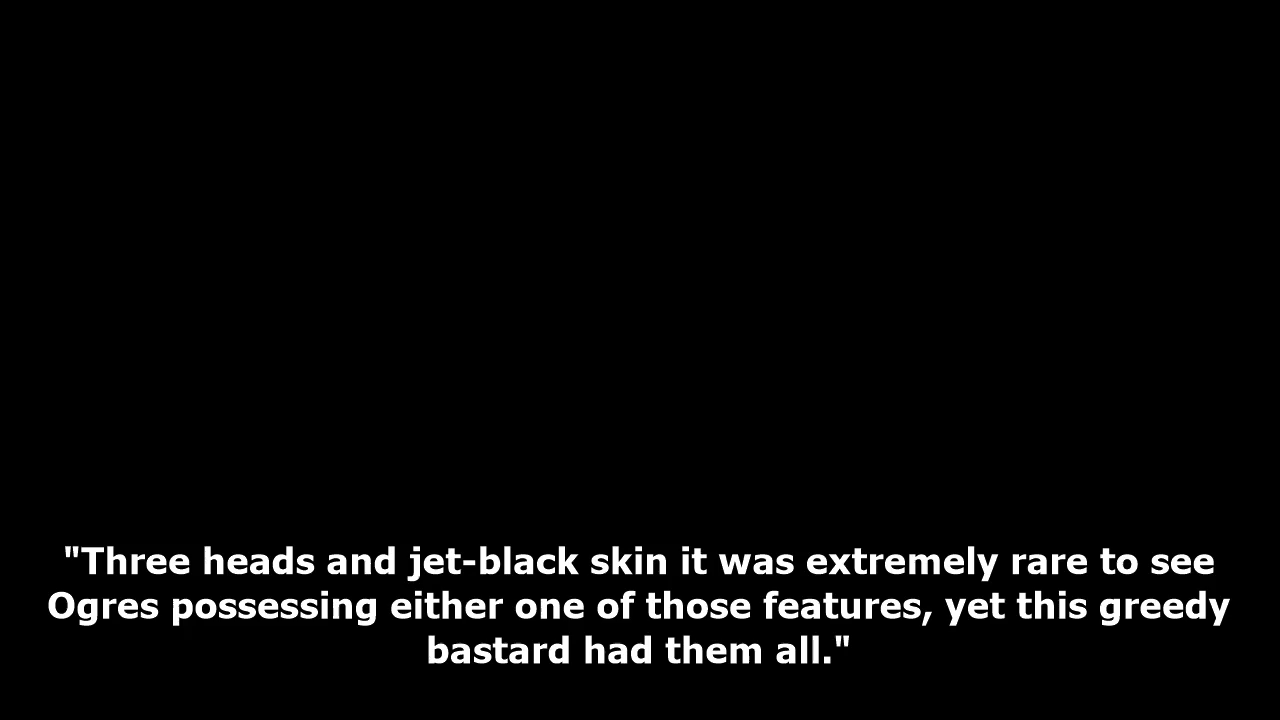 "Three heads and jet-black skin it was extremely rare to see
Ogres possessing either one of those features, yet this greedy
bastard had them all."